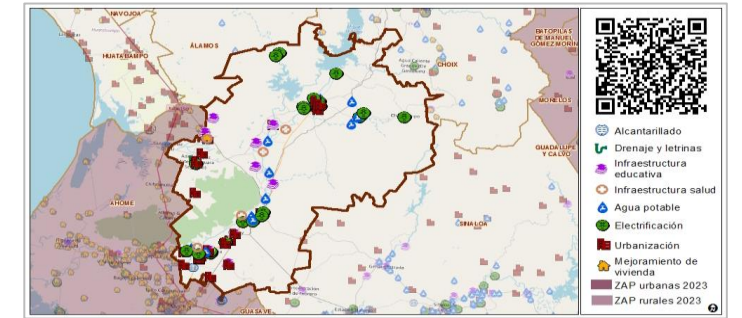 NAVOJOA
HUATABAMPO
ÁLAMOS
BATOPILAS
DE MANUEL
GÓMEZ MORÍN
CHOIX
MORELOS
GUADALUPE
Y CALVO
AHOME
SINALOA
GUASAVE
Alcantarillado
Drenaje y letrinas
Infraestructura
educativa
Infraestructura salud
Agua potable
Electrificación
Urbanización
Mejoramiento de
vivienda
ZAP urbanas 2023
ZAP rurales 2023